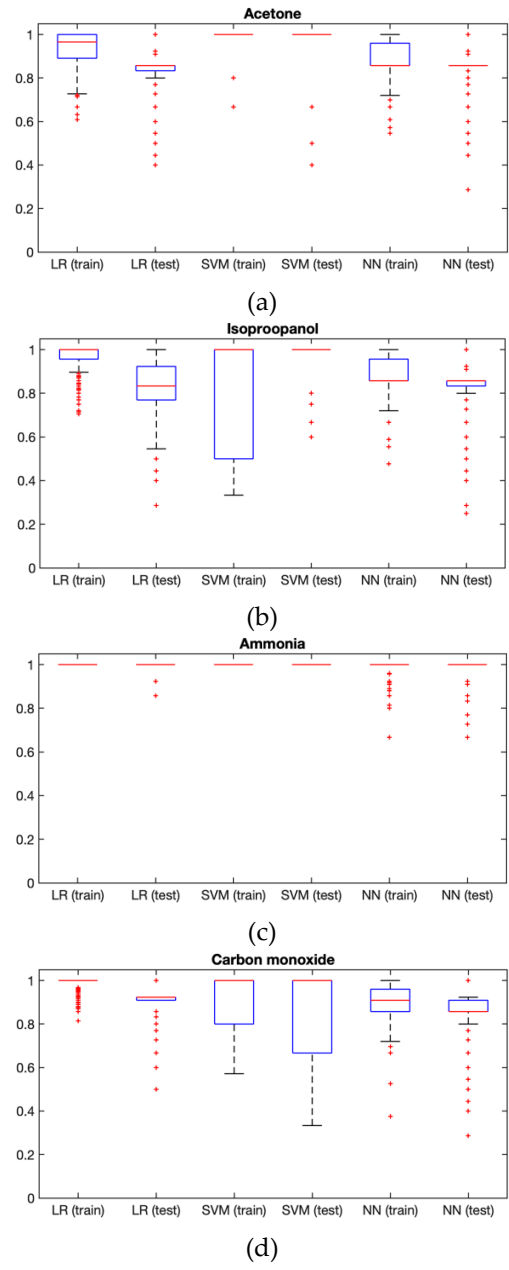 Acetone
1
0.8
0.6
0.4
0.2
0
LR (train) LR (test) SVM (train) SVM (test) NN (train) NN (test)
(a)
Isoproopanol
1
0.8
0.6
0.4
0.2
0
LR (train) LR (test) SVM (train) SVM (test) NN (train) NN (test)
(b)
Ammonia
1
0.8
0.6
0.4
0.2
0
LR (train) LR (test) SVM (train) SVM (test) NN (train) NN (test)
(c)
Carbon monoxide
1
0.8
0.6
0.4
0.2
0
LR (train) LR (test) SVM (train) SVM (test) NN (train) NN (test)
(d)